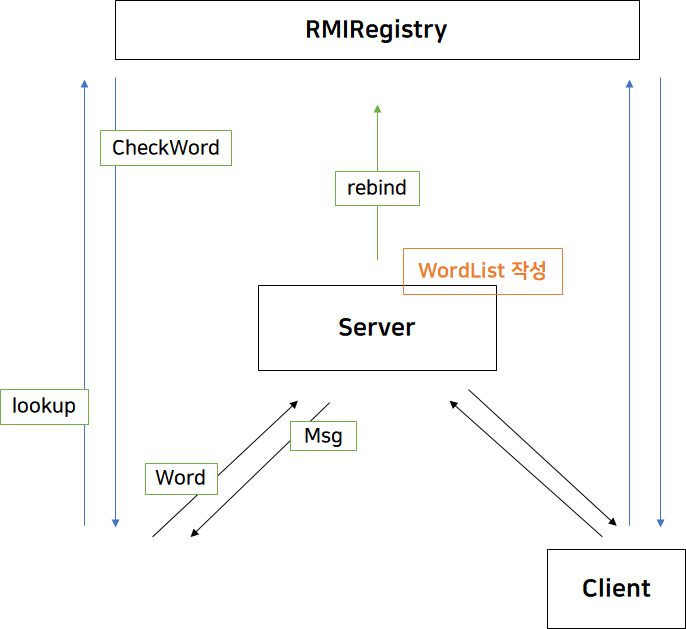 RMIRegistry
CheckWord
rebind
WordList 작성
Server
lookup
Msg
Word
Client